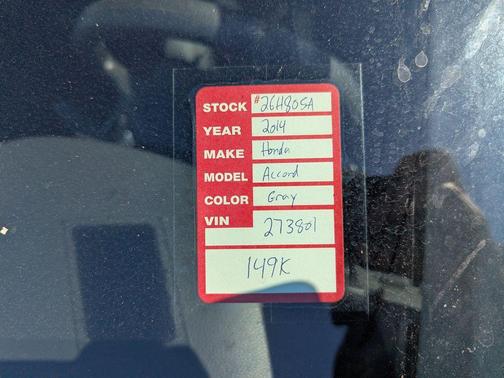 STOCK #26H805A
YEAR 2014
MAKE Honda
MODEL Accord
COLOR Gray
VIN 273801
149K